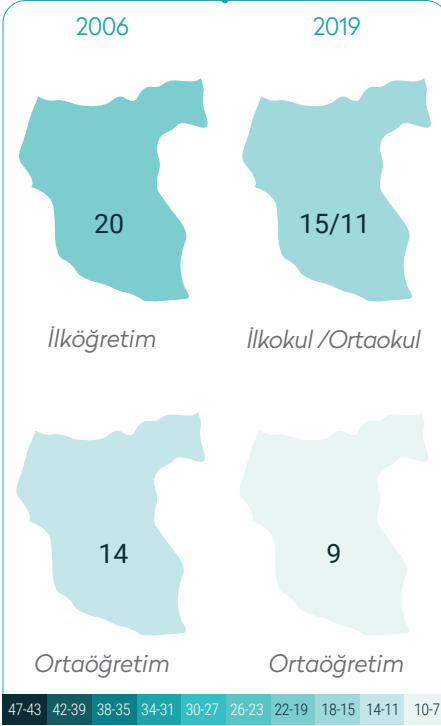 2006 2019
20 15/11
İlköğretim İlkokul /Ortaokul
14 9
Ortaöğretim Ortaöğretim
47-43 42-39 38-35 34-31 30-27 26-23 22-19 18-15 14-11 10-7